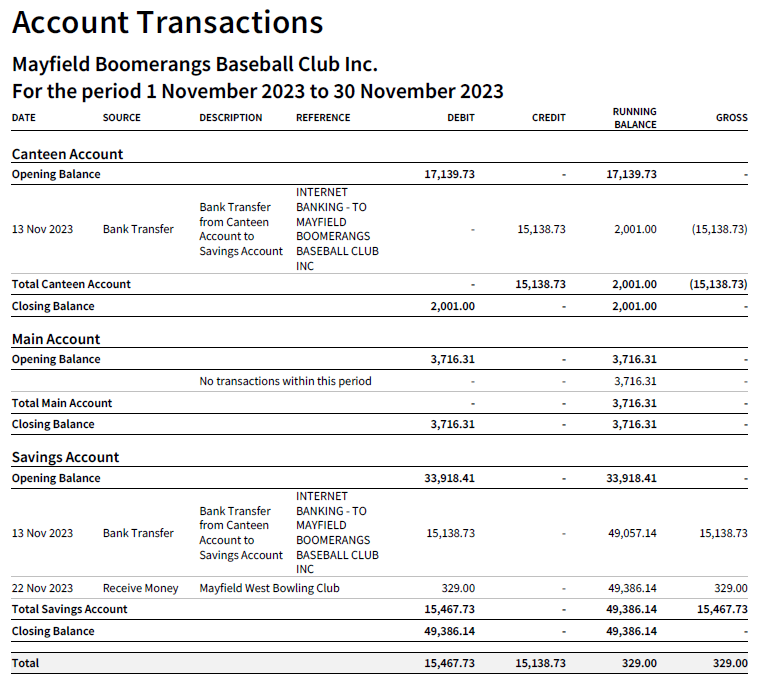 Account Transactions
Mayfield Boomerangs Baseball Club Inc.
For the period 1 November 2023 to 30 November 2023
DATE SOURCE DESCRIPTION REFERENCE DEBIT CREDIT RUNNING BALANCE GROSS
Canteen Account
Opening Balance 17,139.73 - 17,139.73 -
13 Nov 2023 Bank Transfer Bank Transfer from Canteen Account to Savings Account INTERNET BANKING - TO MAYFIELD BOOMERANGS BASEBALL CLUB INC - 15,138.73 2,001.00 (15,138.73)
Total Canteen Account - 15,138.73 2,001.00 (15,138.73)
Closing Balance 2,001.00 - 2,001.00 -
Main Account
Opening Balance 3,716.31 - 3,716.31 -
No transactions within this period - - 3,716.31 -
Total Main Account - - 3,716.31 -
Closing Balance 3,716.31 - 3,716.31 -
Savings Account
Opening Balance 33,918.41 - 33,918.41 -
13 Nov 2023 Bank Transfer Bank Transfer from Canteen Account to Savings Account INTERNET BANKING - TO MAYFIELD BOOMERANGS BASEBALL CLUB INC 15,138.73 - 49,057.14 15,138.73
22 Nov 2023 Receive Money Mayfield West Bowling Club 329.00 - 49,386.14 329.00
Total Savings Account 15,467.73 - 49,386.14 15,467.73
Closing Balance 49,386.14 - 49,386.14 -
Total 15,467.73 15,138.73 329.00 329.00